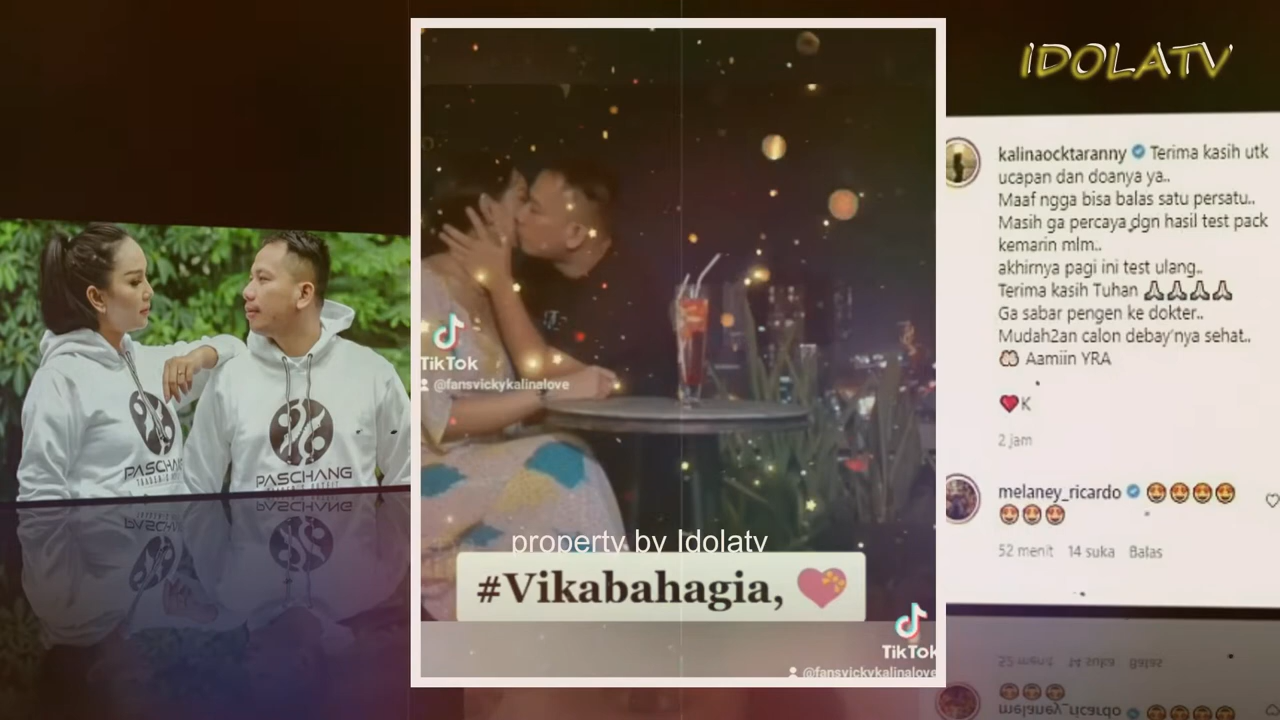 IDOLATV
PASCHANG
PASCHANG
TikTok
@fansvickykalinalove
property by Idolatv
#Vikabahagia,
TikTok
@fansvickykalinalove
kalinaocktaranny Terima kasih utk
ucapan dan doanya ya..
Maaf ngga bisa balas satu persatu..
Masih ga percaya dgn hasil test pack
kemarin mlm..
akhirnya pagi ini test ulang..
Terima kasih Tuhan 🙏🙏🙏🙏
Ga sabar pengen ke dokter..
Mudah2an calon debay'nya sehat..
🤲 Aamiin YRA
❤️K
2 jam
melaney_ricardo 😍😍😍😍
😍😍😍
52 menit 14 suka Balas